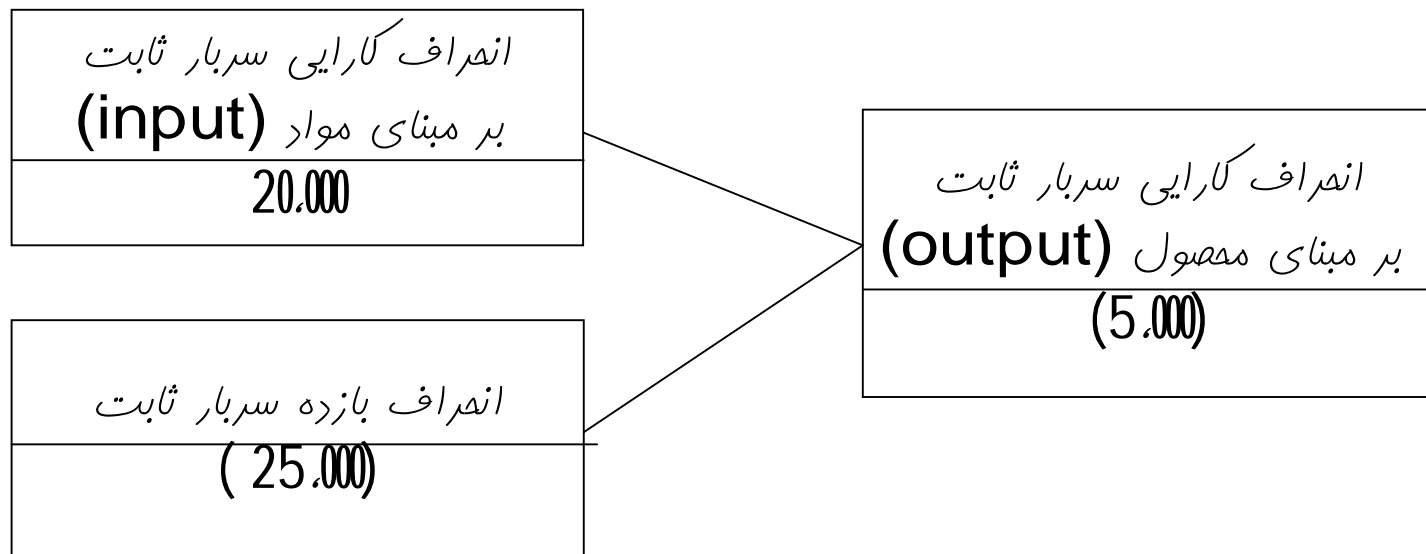 انحراف کارایی سربار ثابت
بر مبنای مواد (input)
20،000
انحراف بازده سربار ثابت
( 25،000)
انحراف کارایی سربار ثابت
بر مبنای محصول (output)
(5،000)